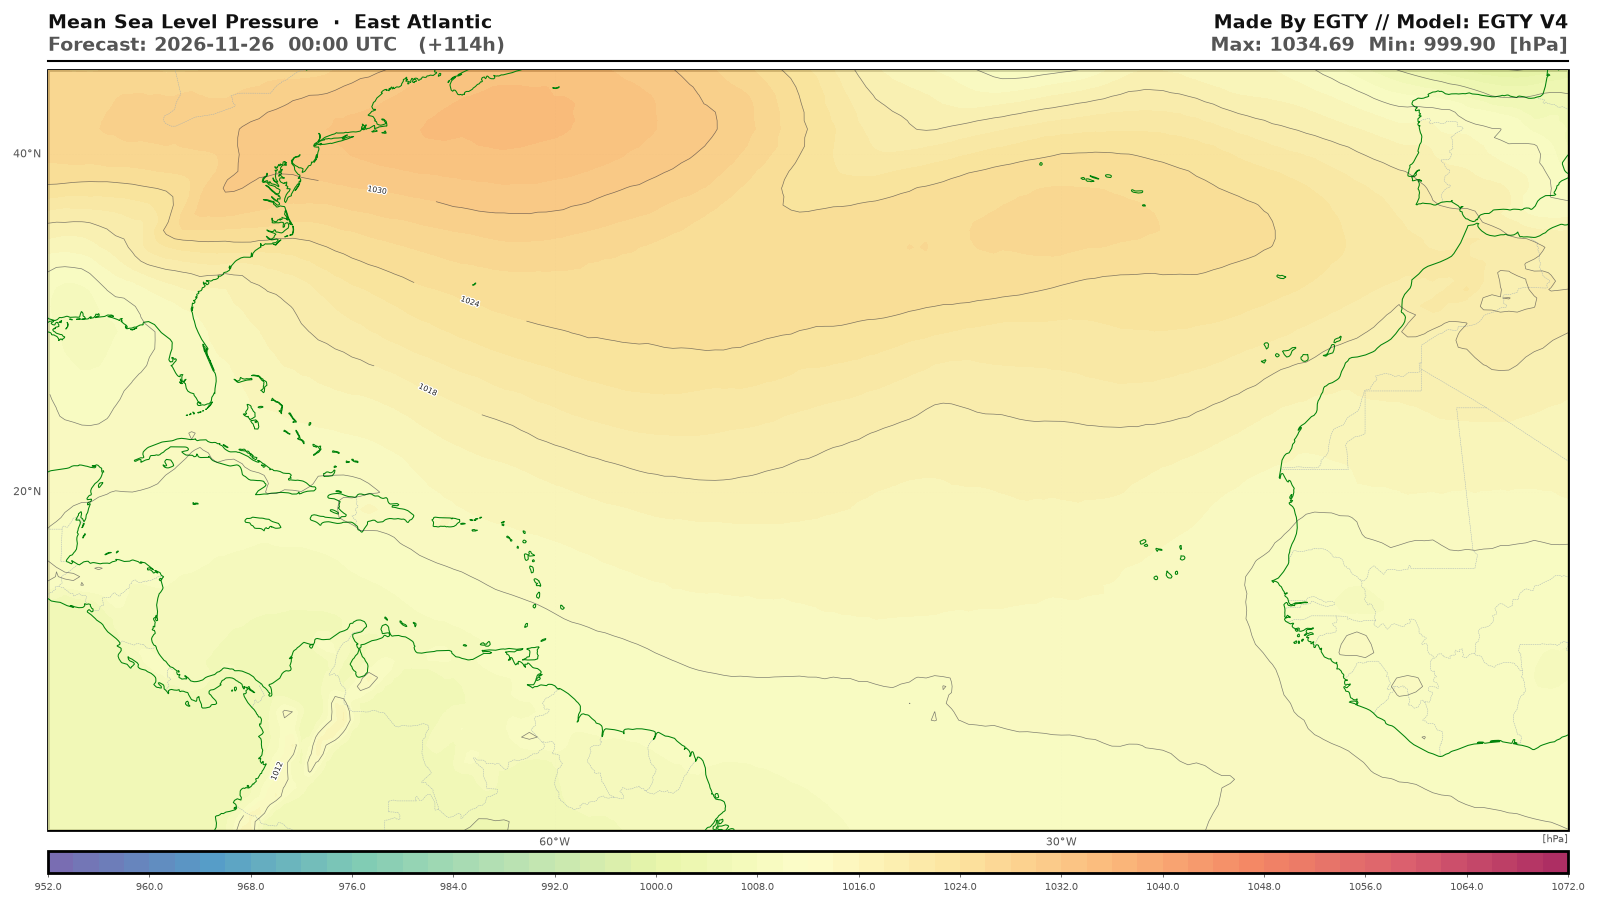 Mean Sea Level Pressure · East Atlantic
Made By EGTY // Model: EGTY V4
Forecast: 2026-11-26 00:00 UTC (+114h)
Max: 1034.69 Min: 999.90 [hPa]
40°N
1030
1024
1018
20°N
1012
60°W
30°W
[hPa]
952.0 960.0 968.0 976.0 984.0 992.0 1000.0 1008.0 1016.0 1024.0 1032.0 1040.0 1048.0 1056.0 1064.0 1072.0